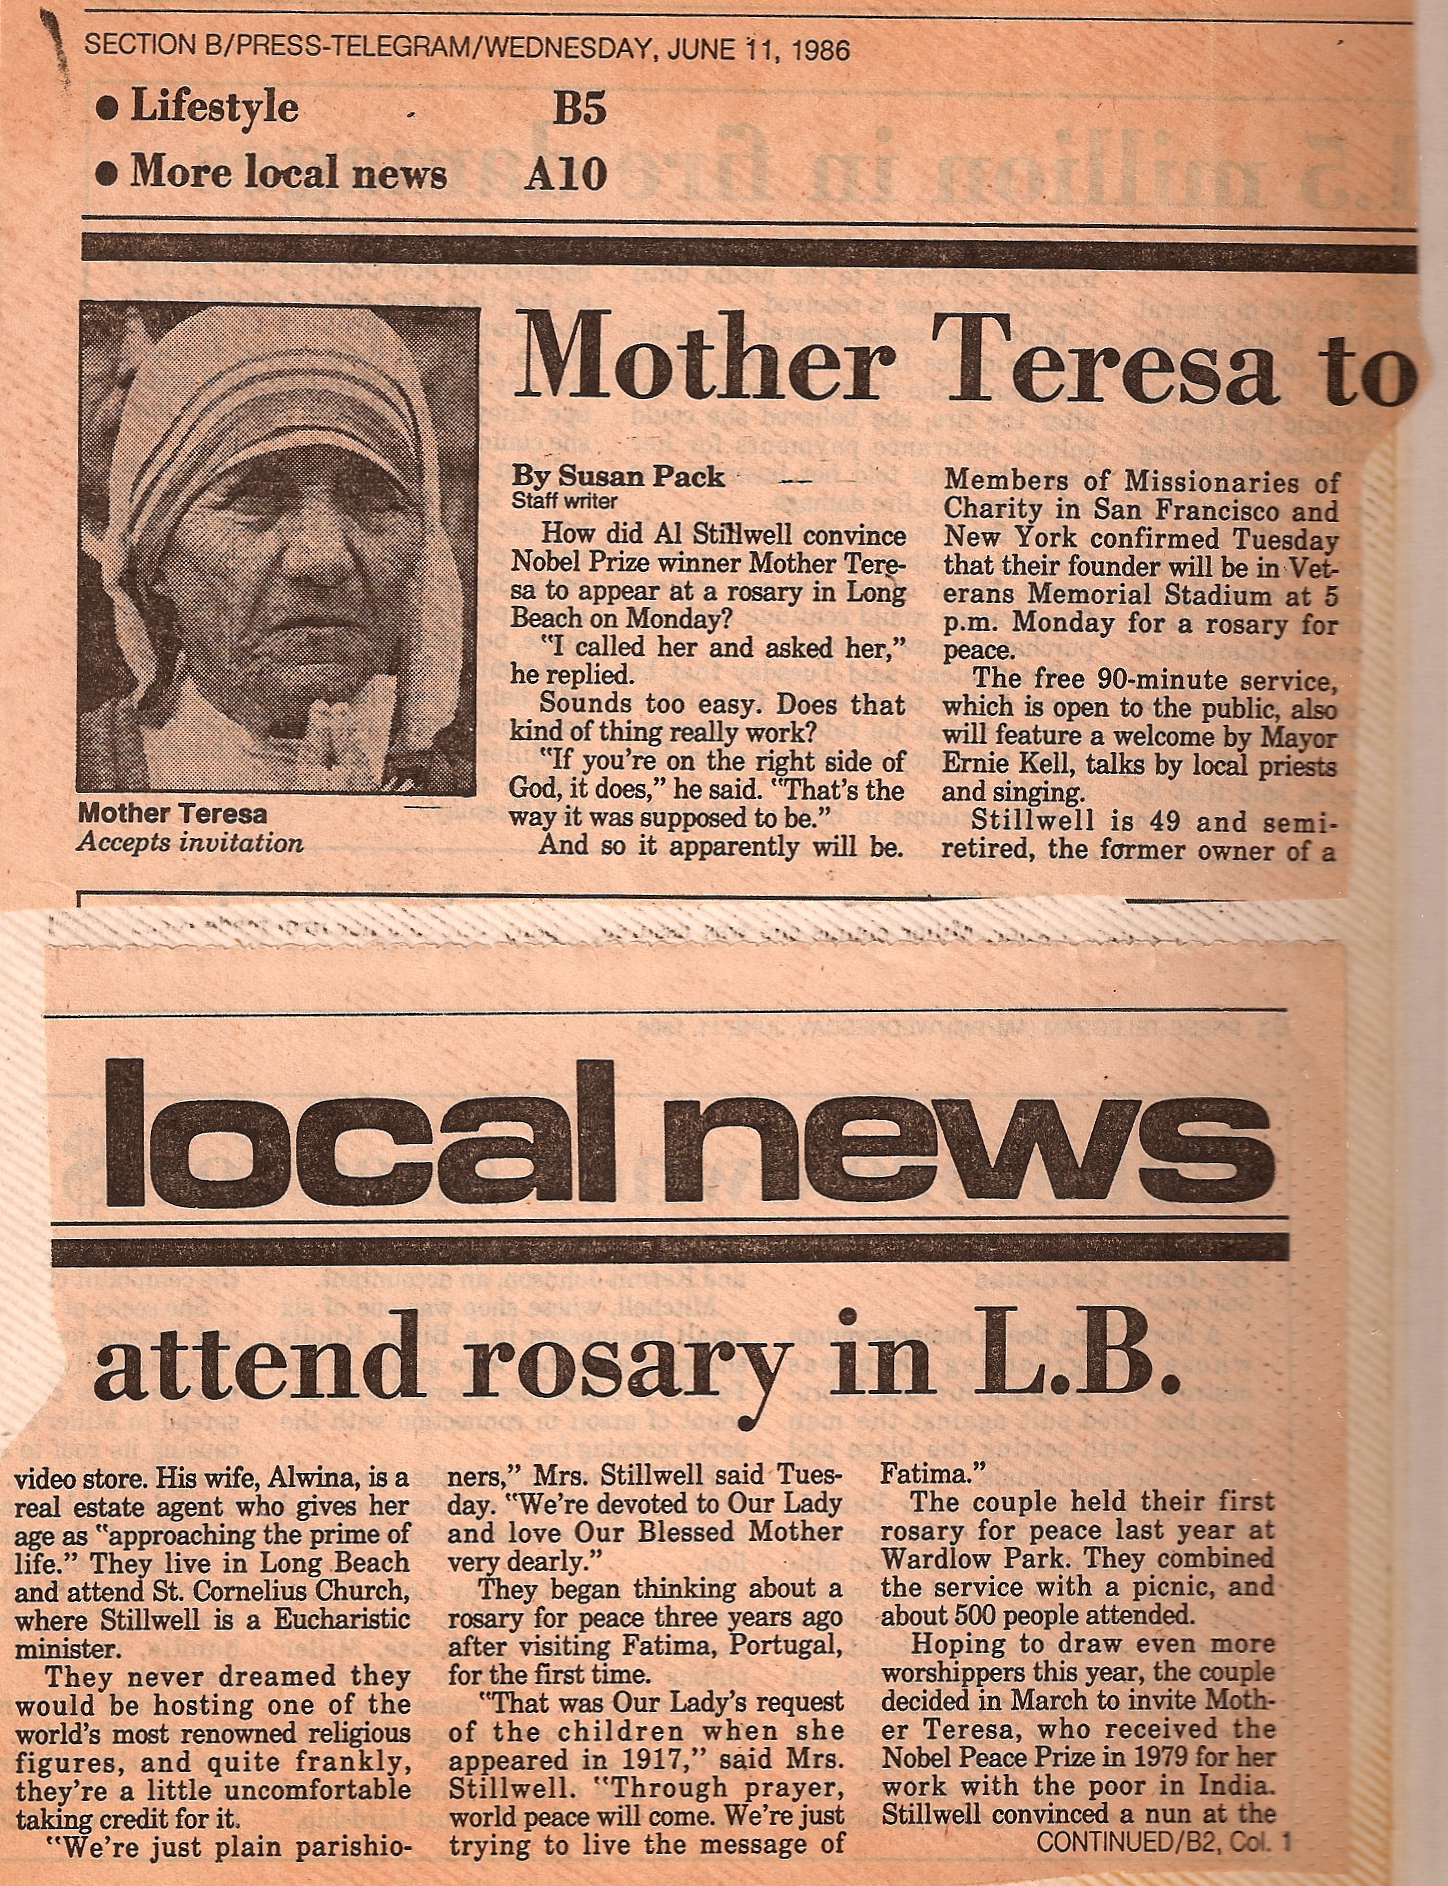 SECTION B/PRESS-TELEGRAM/WEDNESDAY, JUNE 11, 1986
● Lifestyle B5
● More local news A10
Mother Teresa to
Mother Teresa
Accepts invitation
By Susan Pack
Staff writer
How did Al Stillwell convince
Nobel Prize winner Mother Tere-
sa to appear at a rosary in Long
Beach on Monday?
"I called her and asked her,"
he replied.
Sounds too easy. Does that
kind of thing really work?
"If you're on the right side of
God, it does," he said. "That's the
way it was supposed to be."
And so it apparently will be.
Members of Missionaries of
Charity in San Francisco and
New York confirmed Tuesday
that their founder will be in Vet-
erans Memorial Stadium at 5
p.m. Monday for a rosary for
peace.
The free 90-minute service,
which is open to the public, also
will feature a welcome by Mayor
Ernie Kell, talks by local priests
and singing.
Stillwell is 49 and semi-
retired, the former owner of a
local news
attend rosary in L.B.
video store. His wife, Alwina, is a
real estate agent who gives her
age as "approaching the prime of
life." They live in Long Beach
and attend St. Cornelius Church,
where Stillwell is a Eucharistic
minister.
They never dreamed they
would be hosting one of the
world's most renowned religious
figures, and quite frankly,
they're a little uncomfortable
taking credit for it.
"We're just plain parishio-
ners," Mrs. Stillwell said Tues-
day. "We're devoted to Our Lady
and love Our Blessed Mother
very dearly."
They began thinking about a
rosary for peace three years ago
after visiting Fatima, Portugal,
for the first time.
"That was Our Lady's request
of the children when she
appeared in 1917," said Mrs.
Stillwell. "Through prayer,
world peace will come. We're just
trying to live the message of
Fatima."
The couple held their first
rosary for peace last year at
Wardlow Park. They combined
the service with a picnic, and
about 500 people attended.
Hoping to draw even more
worshippers this year, the couple
decided in March to invite Moth-
er Teresa, who received the
Nobel Peace Prize in 1979 for her
work with the poor in India.
Stillwell convinced a nun at the
CONTINUED/B2, Col. 1